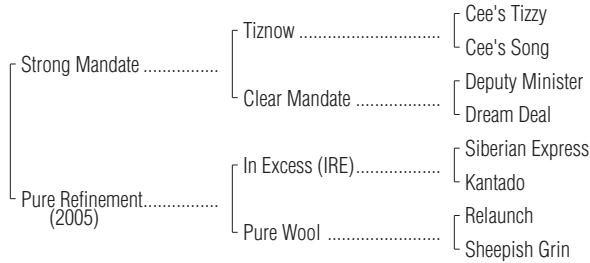 Cee's Tizzy
Tiznow ....................................
Cee's Song
Strong Mandate ................
Deputy Minister
Clear Mandate .....................
Dream Deal
Siberian Express
In Excess (IRE)....................
Kantado
Pure Refinement................
(2005)
Relaunch
Pure Wool ...........................
Sheepish Grin